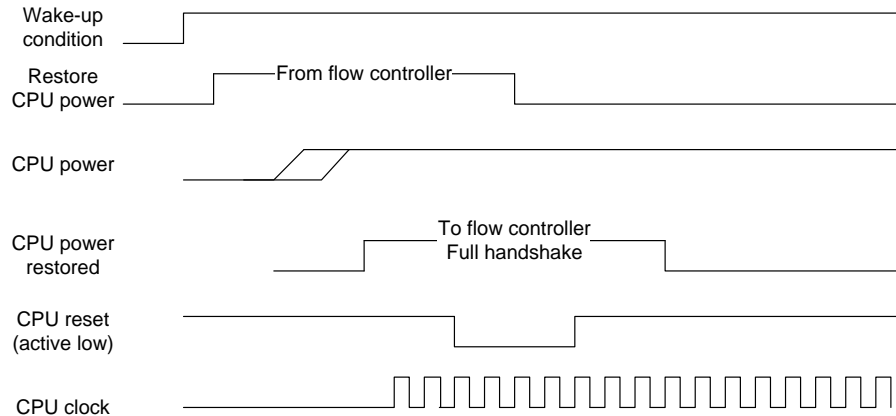 Wake-up
condition
Restore
CPU power
From flow controller
CPU power
CPU power
restored
To flow controller
Full handshake
CPU reset
(active low)
CPU clock